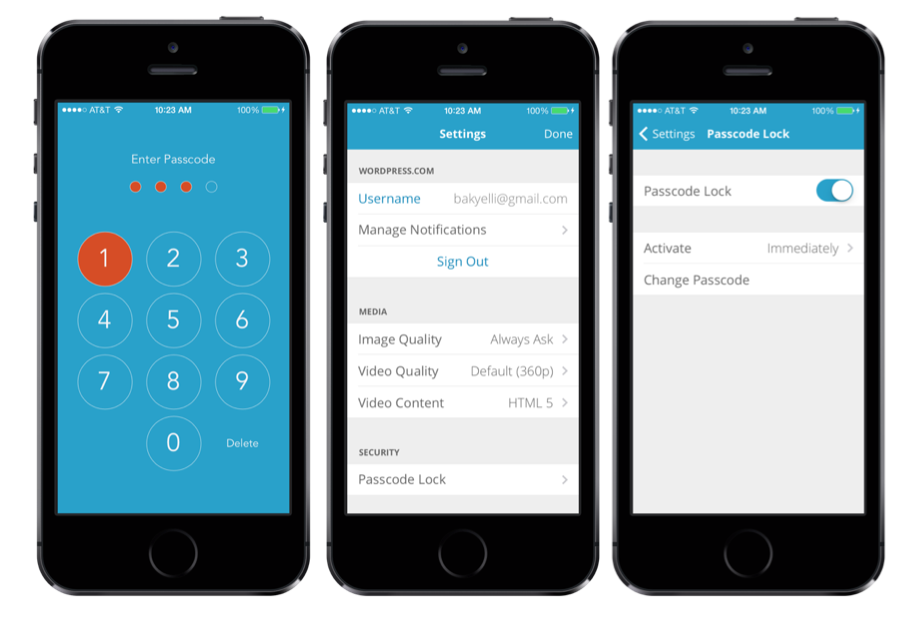 AT&T 10:23 AM 100%
Enter Passcode
1 2 3
4 5 6
7 8 9
0 Delete
AT&T 10:23 AM 100%
Settings Done
WORDPRESS.COM
Username bakyelli@gmail.com
Manage Notifications
Sign Out
MEDIA
Image Quality Always Ask
Video Quality Default (360p)
Video Content HTML 5
SECURITY
Passcode Lock
AT&T 10:23 AM 100%
Settings Passcode Lock
Passcode Lock
Activate Immediately
Change Passcode